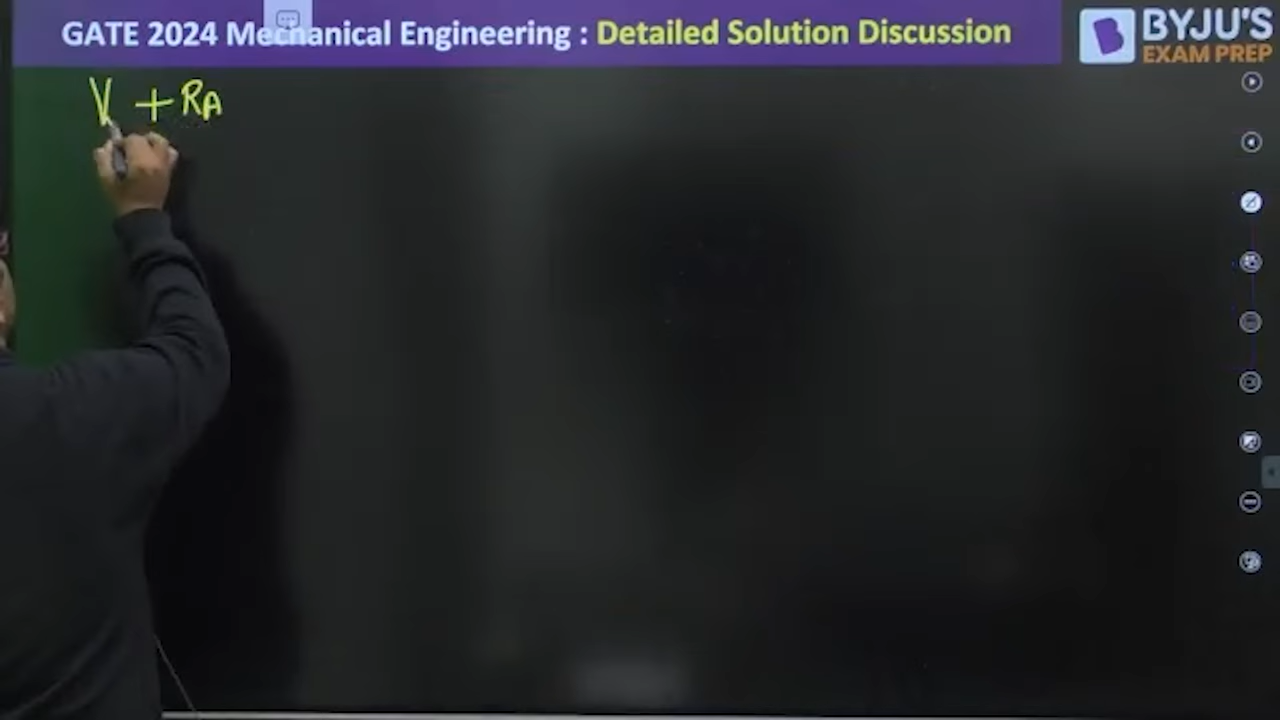 GATE 2024 Mechanical Engineering : Detailed Solution Discussion
BYJU'S
EXAM PREP
V + RA